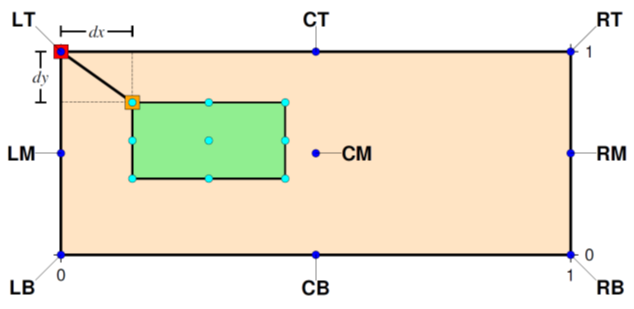 LT CT RT
dx
1
dy
LM CM RM
0
0 1
LB CB RB